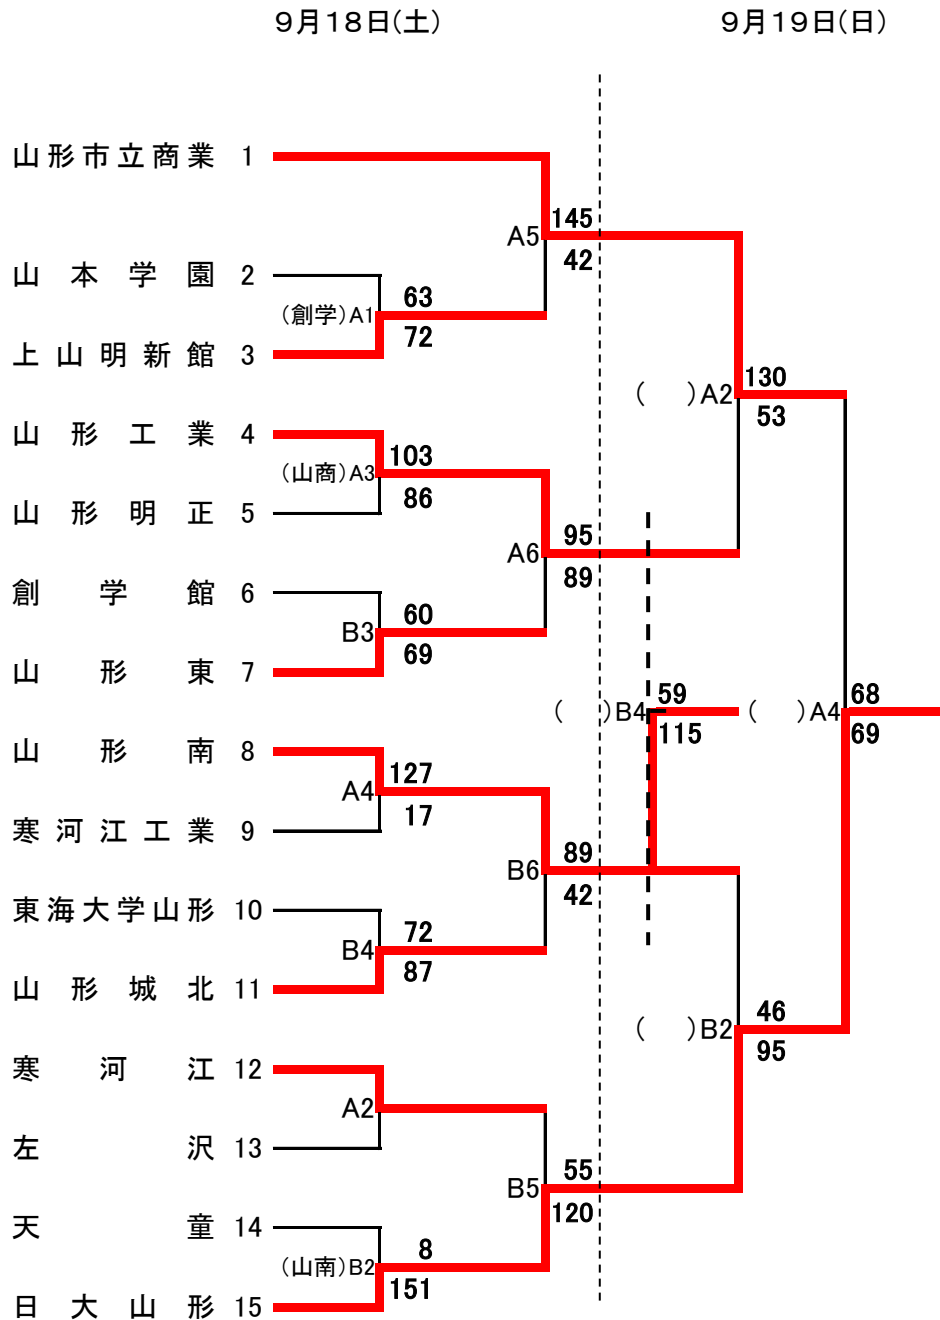 9月18日(土) 9月19日(日)
山形市立商業 1
145
A5
42
山本学園 2
63
(創学)A1
72
上山明新館 3
130
( )A2
53
山形工業 4
103
(山商)A3
86
山形明正 5
95
A6
89
創学館 6
60
B3
69
山形東 7
59 68
( )B4 ( )A4
115 69
山形南 8
127
A4
17
寒河江工業 9
89
B6
42
東海大学山形 10
72
B4
87
山形城北 11
46
( )B2
95
寒河江 12
A2
左沢 13
55
B5
120
天童 14
8
(山南)B2
151
日大山形 15